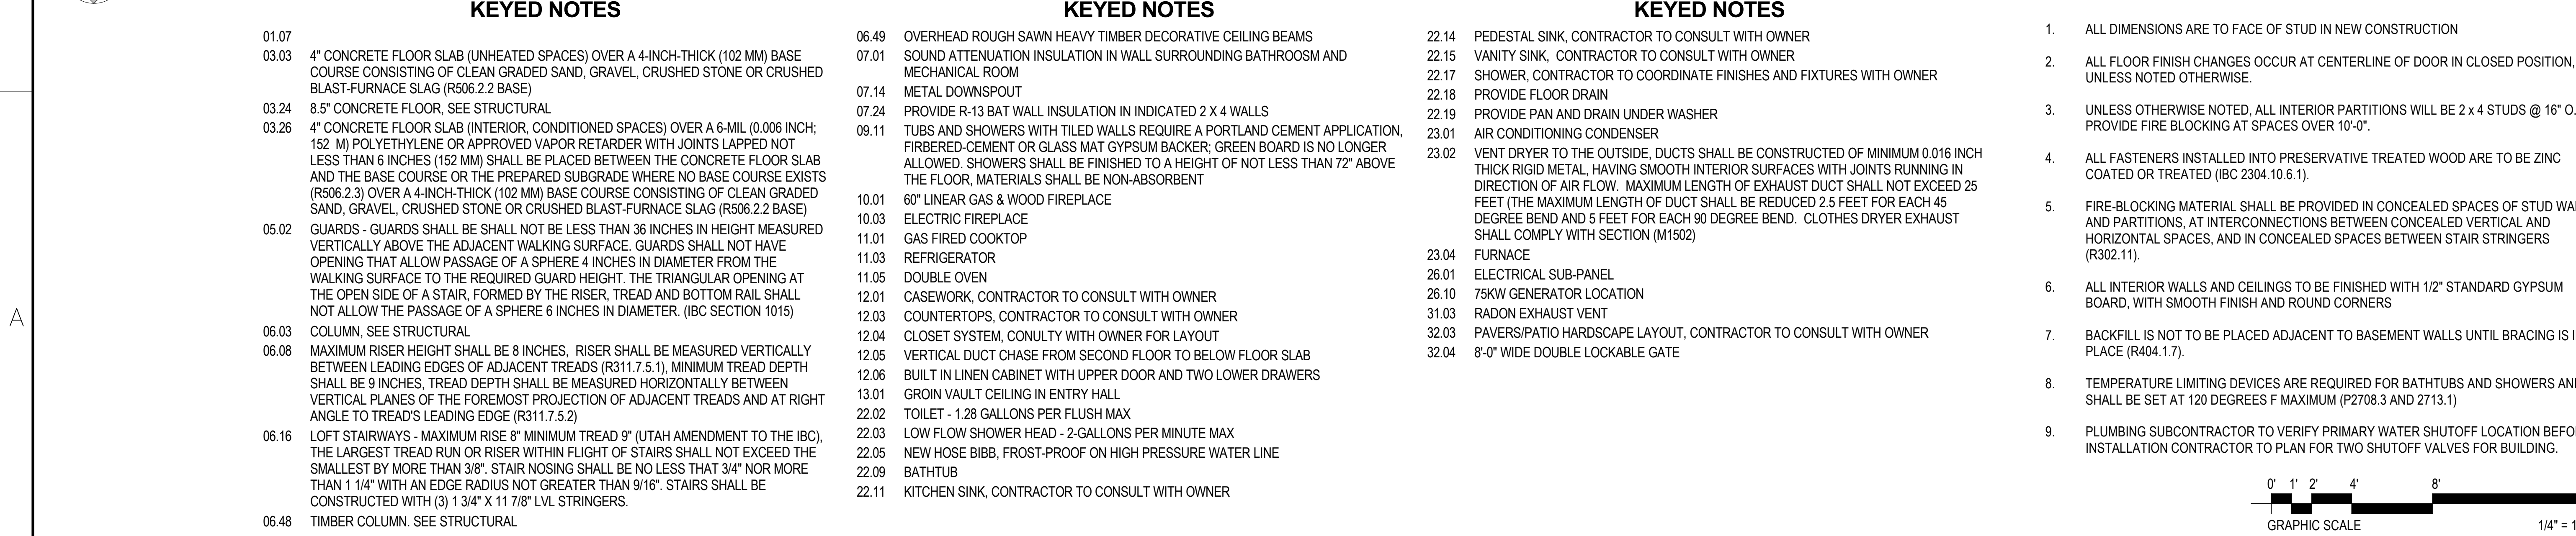 KEYED NOTES
01.07
03.03 4" CONCRETE FLOOR SLAB (UNHEATED SPACES) OVER A 4-INCH-THICK (102 MM) BASE
COURSE CONSISTING OF CLEAN GRADED SAND, GRAVEL, CRUSHED STONE OR CRUSHED
BLAST-FURNACE SLAG (R506.2.2 BASE)
03.24 8.5" CONCRETE FLOOR, SEE STRUCTURAL
03.26 4" CONCRETE FLOOR SLAB (INTERIOR, CONDITIONED SPACES) OVER A 6-MIL (0.006 INCH;
152 M) POLYETHYLENE OR APPROVED VAPOR RETARDER WITH JOINTS LAPPED NOT
LESS THAN 6 INCHES (152 MM) SHALL BE PLACED BETWEEN THE CONCRETE FLOOR SLAB
AND THE BASE COURSE OR THE PREPARED SUBGRADE WHERE NO BASE COURSE EXISTS
(R506.2.3) OVER A 4-INCH-THICK (102 MM) BASE COURSE CONSISTING OF CLEAN GRADED
SAND, GRAVEL, CRUSHED STONE OR CRUSHED BLAST-FURNACE SLAG (R506.2.2 BASE)
05.02 GUARDS - GUARDS SHALL BE SHALL NOT BE LESS THAN 36 INCHES IN HEIGHT MEASURED
VERTICALLY ABOVE THE ADJACENT WALKING SURFACE. GUARDS SHALL NOT HAVE
OPENING THAT ALLOW PASSAGE OF A SPHERE 4 INCHES IN DIAMETER FROM THE
WALKING SURFACE TO THE REQUIRED GUARD HEIGHT. THE TRIANGULAR OPENING AT
THE OPEN SIDE OF A STAIR, FORMED BY THE RISER, TREAD AND BOTTOM RAIL SHALL
NOT ALLOW THE PASSAGE OF A SPHERE 6 INCHES IN DIAMETER. (IBC SECTION 1015)
06.03 COLUMN, SEE STRUCTURAL
06.08 MAXIMUM RISER HEIGHT SHALL BE 8 INCHES, RISER SHALL BE MEASURED VERTICALLY
BETWEEN LEADING EDGES OF ADJACENT TREADS (R311.7.5.1), MINIMUM TREAD DEPTH
SHALL BE 9 INCHES, TREAD DEPTH SHALL BE MEASURED HORIZONTALLY BETWEEN
VERTICAL PLANES OF THE FOREMOST PROJECTION OF ADJACENT TREADS AND AT RIGHT
ANGLE TO TREAD'S LEADING EDGE (R311.7.5.2)
06.16 LOFT STAIRWAYS - MAXIMUM RISE 8" MINIMUM TREAD 9" (UTAH AMENDMENT TO THE IBC),
THE LARGEST TREAD RUN OR RISER WITHIN FLIGHT OF STAIRS SHALL NOT EXCEED THE
SMALLEST BY MORE THAN 3/8". STAIR NOSING SHALL BE NO LESS THAT 3/4" NOR MORE
THAN 1 1/4" WITH AN EDGE RADIUS NOT GREATER THAN 9/16". STAIRS SHALL BE
CONSTRUCTED WITH (3) 1 3/4" X 11 7/8" LVL STRINGERS.
06.48 TIMBER COLUMN. SEE STRUCTURAL
KEYED NOTES
06.49 OVERHEAD ROUGH SAWN HEAVY TIMBER DECORATIVE CEILING BEAMS
07.01 SOUND ATTENUATION INSULATION IN WALL SURROUNDING BATHROOSM AND
MECHANICAL ROOM
07.14 METAL DOWNSPOUT
07.24 PROVIDE R-13 BAT WALL INSULATION IN INDICATED 2 X 4 WALLS
09.11 TUBS AND SHOWERS WITH TILED WALLS REQUIRE A PORTLAND CEMENT APPLICATION,
FIRBERED-CEMENT OR GLASS MAT GYPSUM BACKER; GREEN BOARD IS NO LONGER
ALLOWED. SHOWERS SHALL BE FINISHED TO A HEIGHT OF NOT LESS THAN 72" ABOVE
THE FLOOR, MATERIALS SHALL BE NON-ABSORBENT
10.01 60" LINEAR GAS & WOOD FIREPLACE
10.03 ELECTRIC FIREPLACE
11.01 GAS FIRED COOKTOP
11.03 REFRIGERATOR
11.05 DOUBLE OVEN
12.01 CASEWORK, CONTRACTOR TO CONSULT WITH OWNER
12.03 COUNTERTOPS, CONTRACTOR TO CONSULT WITH OWNER
12.04 CLOSET SYSTEM, CONULTY WITH OWNER FOR LAYOUT
12.05 VERTICAL DUCT CHASE FROM SECOND FLOOR TO BELOW FLOOR SLAB
12.06 BUILT IN LINEN CABINET WITH UPPER DOOR AND TWO LOWER DRAWERS
13.01 GROIN VAULT CEILING IN ENTRY HALL
22.02 TOILET - 1.28 GALLONS PER FLUSH MAX
22.03 LOW FLOW SHOWER HEAD - 2-GALLONS PER MINUTE MAX
22.05 NEW HOSE BIBB, FROST-PROOF ON HIGH PRESSURE WATER LINE
22.09 BATHTUB
22.11 KITCHEN SINK, CONTRACTOR TO CONSULT WITH OWNER
KEYED NOTES
22.14 PEDESTAL SINK, CONTRACTOR TO CONSULT WITH OWNER
22.15 VANITY SINK, CONTRACTOR TO CONSULT WITH OWNER
22.17 SHOWER, CONTRACTOR TO COORDINATE FINISHES AND FIXTURES WITH OWNER
22.18 PROVIDE FLOOR DRAIN
22.19 PROVIDE PAN AND DRAIN UNDER WASHER
23.01 AIR CONDITIONING CONDENSER
23.02 VENT DRYER TO THE OUTSIDE, DUCTS SHALL BE CONSTRUCTED OF MINIMUM 0.016 INCH
THICK RIGID METAL, HAVING SMOOTH INTERIOR SURFACES WITH JOINTS RUNNING IN
DIRECTION OF AIR FLOW. MAXIMUM LENGTH OF EXHAUST DUCT SHALL NOT EXCEED 25
FEET (THE MAXIMUM LENGTH OF DUCT SHALL BE REDUCED 2.5 FEET FOR EACH 45
DEGREE BEND AND 5 FEET FOR EACH 90 DEGREE BEND. CLOTHES DRYER EXHAUST
SHALL COMPLY WITH SECTION (M1502)
23.04 FURNACE
26.01 ELECTRICAL SUB-PANEL
26.10 75KW GENERATOR LOCATION
31.03 RADON EXHAUST VENT
32.03 PAVERS/PATIO HARDSCAPE LAYOUT, CONTRACTOR TO CONSULT WITH OWNER
32.04 8'-0" WIDE DOUBLE LOCKABLE GATE
1. ALL DIMENSIONS ARE TO FACE OF STUD IN NEW CONSTRUCTION
2. ALL FLOOR FINISH CHANGES OCCUR AT CENTERLINE OF DOOR IN CLOSED POSITION,
UNLESS NOTED OTHERWISE.
3. UNLESS OTHERWISE NOTED, ALL INTERIOR PARTITIONS WILL BE 2 x 4 STUDS @ 16" O.
PROVIDE FIRE BLOCKING AT SPACES OVER 10'-0".
4. ALL FASTENERS INSTALLED INTO PRESERVATIVE TREATED WOOD ARE TO BE ZINC
COATED OR TREATED (IBC 2304.10.6.1).
5. FIRE-BLOCKING MATERIAL SHALL BE PROVIDED IN CONCEALED SPACES OF STUD
AND PARTITIONS, AT INTERCONNECTIONS BETWEEN CONCEALED VERTICAL AND
HORIZONTAL SPACES, AND IN CONCEALED SPACES BETWEEN STAIR STRINGERS
(R302.11).
6. ALL INTERIOR WALLS AND CEILINGS TO BE FINISHED WITH 1/2" STANDARD GYPSUM
BOARD, WITH SMOOTH FINISH AND ROUND CORNERS
7. BACKFILL IS NOT TO BE PLACED ADJACENT TO BASEMENT WALLS UNTIL BRACING IS
PLACE (R404.1.7).
8. TEMPERATURE LIMITING DEVICES ARE REQUIRED FOR BATHTUBS AND SHOWERS
SHALL BE SET AT 120 DEGREES F MAXIMUM (P2708.3 AND 2713.1)
9. PLUMBING SUBCONTRACTOR TO VERIFY PRIMARY WATER SHUTOFF LOCATION
INSTALLATION CONTRACTOR TO PLAN FOR TWO SHUTOFF VALVES FOR BUILDING.
0' 1' 2' 4' 8'
GRAPHIC SCALE 1/4" = 1
A